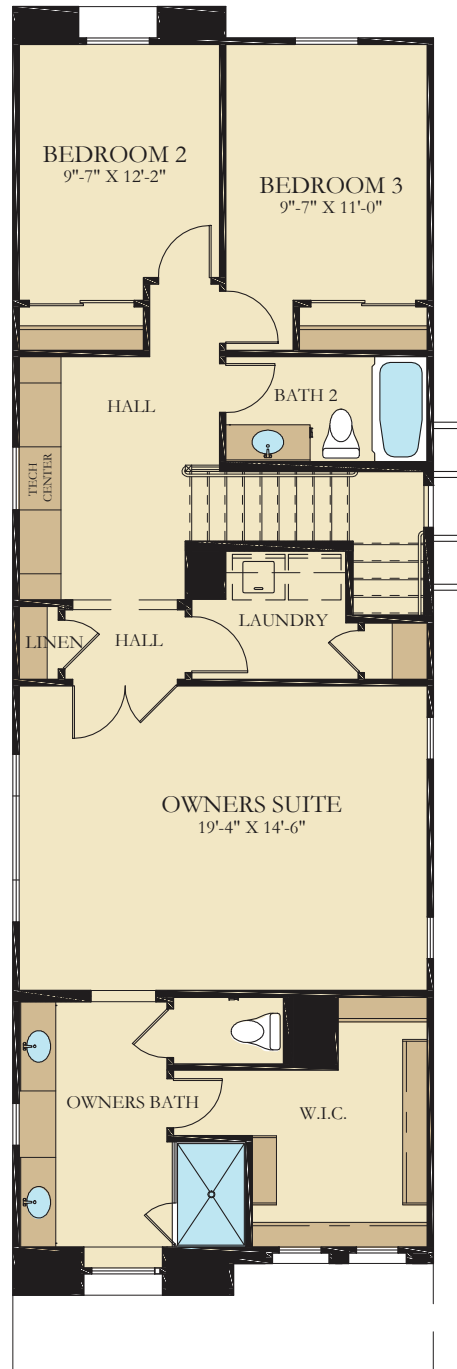 BEDROOM 2
9"-7" X 12'-2"
BEDROOM 3
9"-7" X 11'-0"
HALL
BATH 2
TECH
CENTER
LINEN
HALL
LAUNDRY
OWNERS SUITE
19'-4" X 14'-6"
OWNERS BATH
W.I.C.